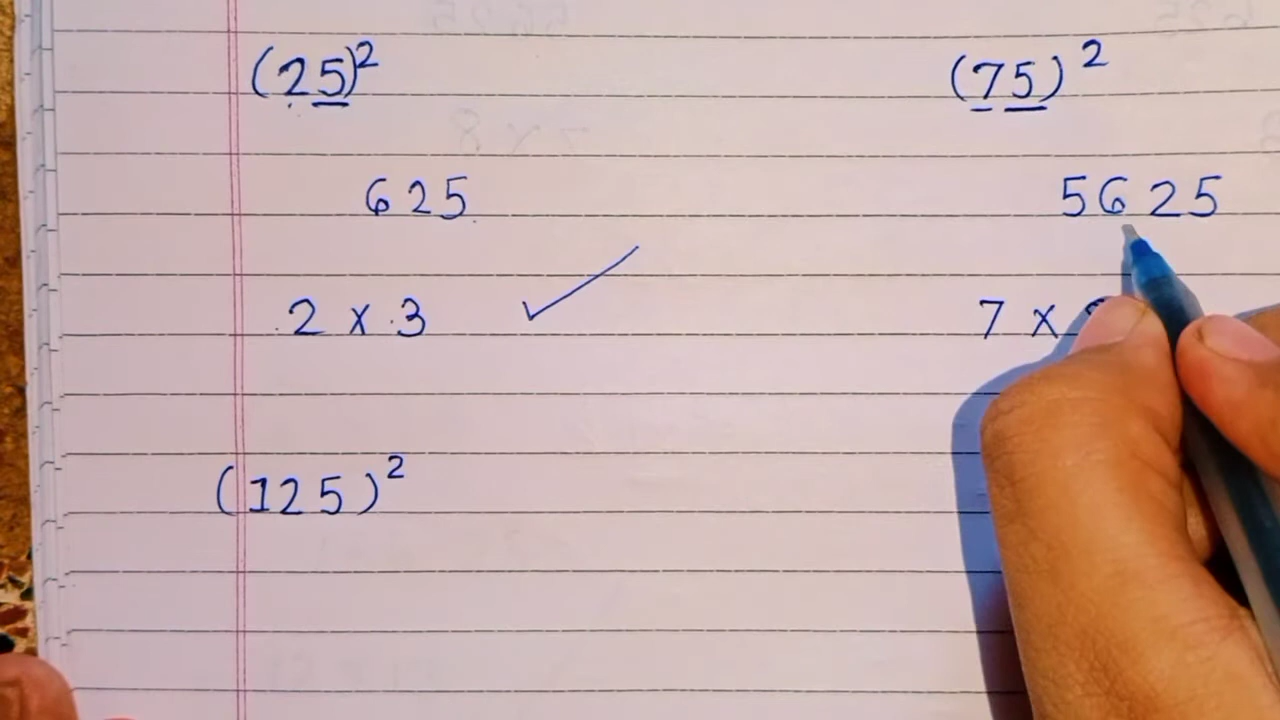 (25)² (75)²
625 5625
2 x 3 ✓ 7 x
(125)²